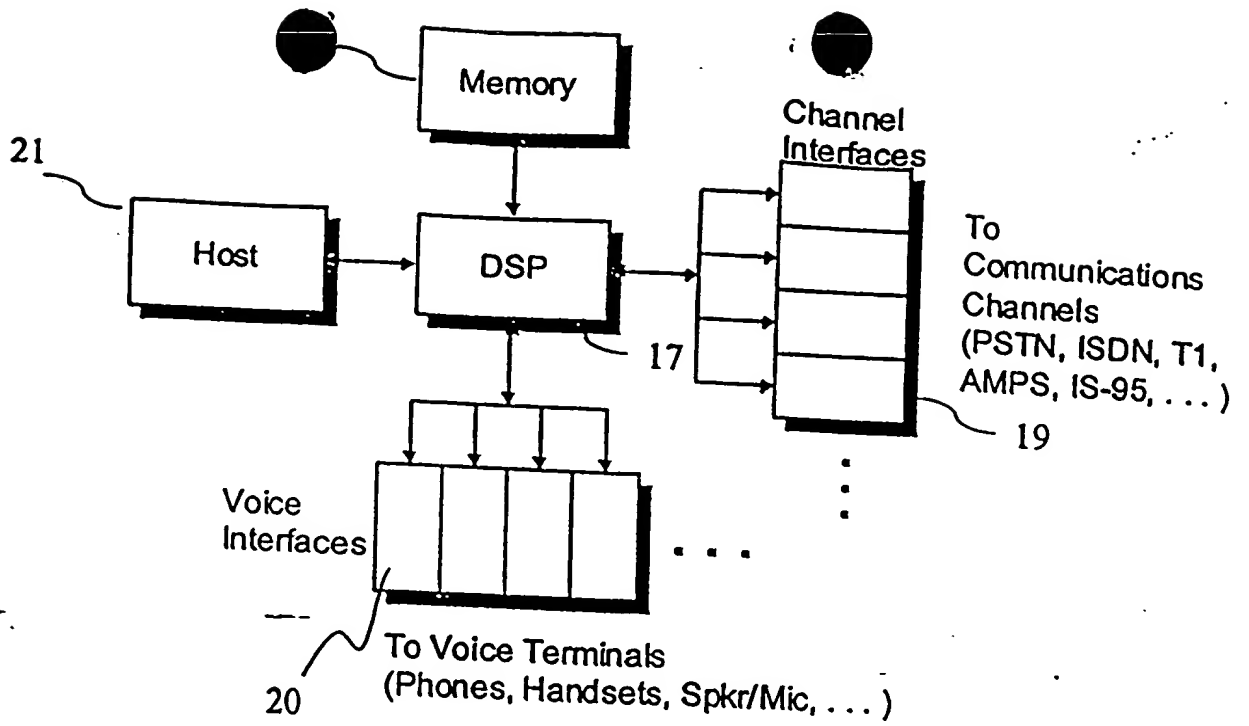 Memory
Channel
Interfaces
21
Host
DSP
To
Communications
Channels
(PSTN, ISDN, T1,
AMPS, IS-95, . . . )
17
19
Voice
Interfaces
20
To Voice Terminals
(Phones, Handsets, Spkr/Mic, . . . )